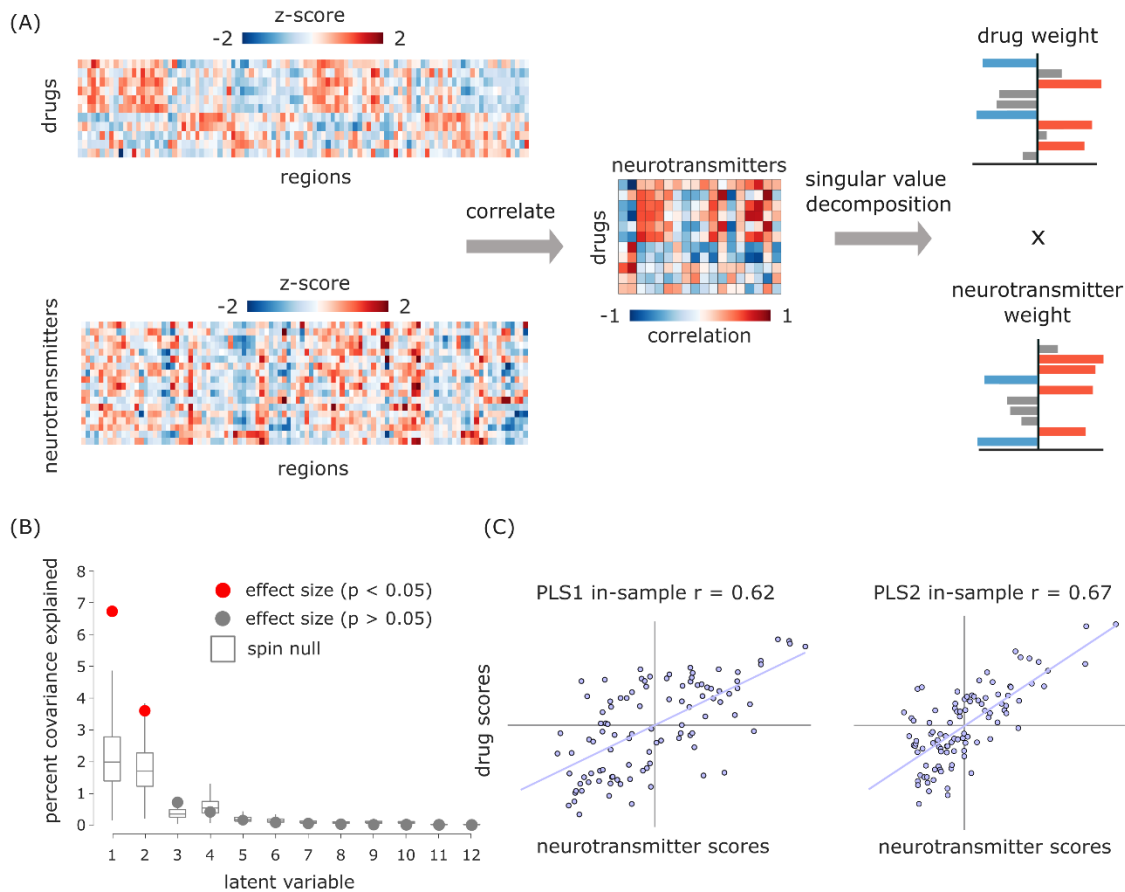 (A)
z-score
-2 2
drugs
regions
z-score
-2 2
neurotransmitters
regions
correlate
neurotransmitters
drugs
-1 1
correlation
singular value
decomposition
drug weight
x
neurotransmitter
weight
(B)
percent covariance explained
8
7
6
5
4
3
2
1
0
effect size (p < 0.05)
effect size (p > 0.05)
spin null
1 2 3 4 5 6 7 8 9 10 11 12
latent variable
(C)
PLS1 in-sample r = 0.62
PLS2 in-sample r = 0.67
drug scores
neurotransmitter scores
neurotransmitter scores